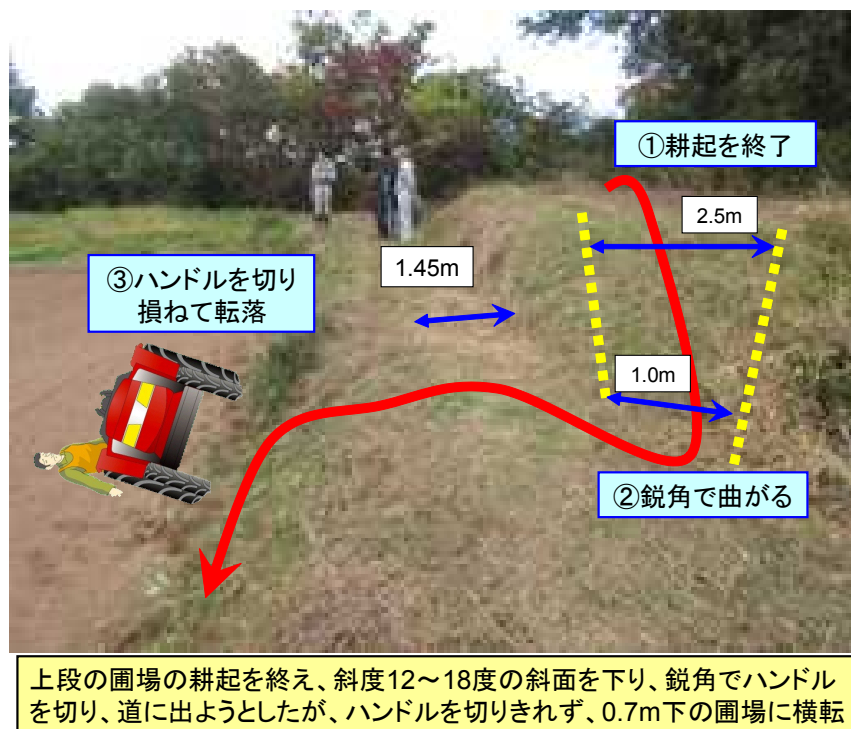 ①耕起を終了
2.5m
1.45m
③ハンドルを切り
損ねて転落
1.0m
②鋭角で曲がる
上段の圃場の耕起を終え、斜度12～18度の斜面を下り、鋭角でハンドル
を切り、道に出ようとしたが、ハンドルを切りきれず、0.7m下の圃場に横転